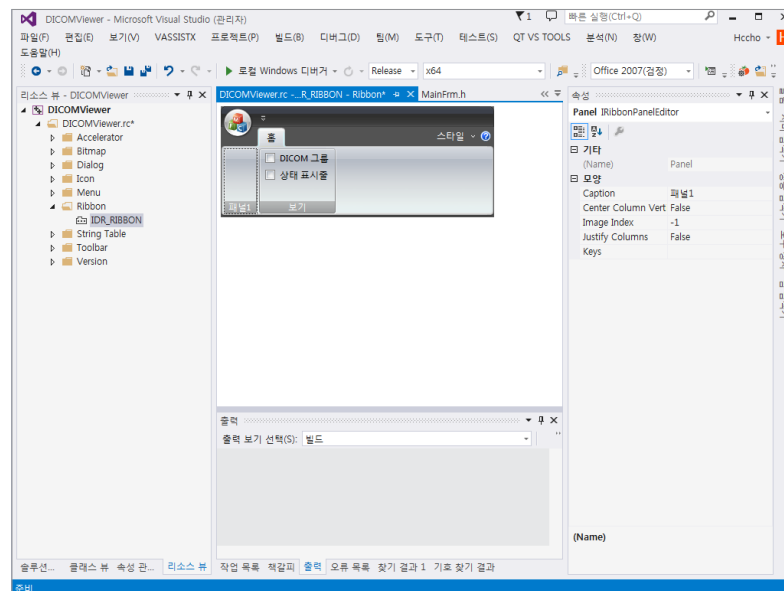 DICOMViewer - Microsoft Visual Studio (관리자)
1
빠른 실행(Ctrl+Q)
파일(F) 편집(E) 보기(V) VASSISTX 프로젝트(P) 빌드(B) 디버그(D) 팀(M) 도구(T) 테스트(S) QT VS TOOLS 분석(N) 창(W) Hccho
도움말(H)
로컬 Windows 디버거 Release x64 Office 2007(검정)
리소스 뷰 - DICOMViewer
DICOMViewer
DICOMViewer.rc*
Accelerator
Bitmap
Dialog
Icon
Menu
Ribbon
IDR_RIBBON
String Table
Toolbar
Version
솔루션... 클래스 뷰 속성 관... 리소스 뷰
DICOMViewer.rc -...R_RIBBON - Ribbon* MainFrm.h
홈
스타일
DICOM 그룹
상태 표시줄
패널1 보기
출력
출력 보기 선택(S): 빌드
작업 목록 책갈피 출력 오류 목록 찾기 결과 1 기호 찾기 결과
속성
Panel IRibbonPanelEditor
기타
(Name) Panel
모양
Caption 패널1
Center Column Vert False
Image Index -1
Justify Columns False
Keys
(Name)
준비